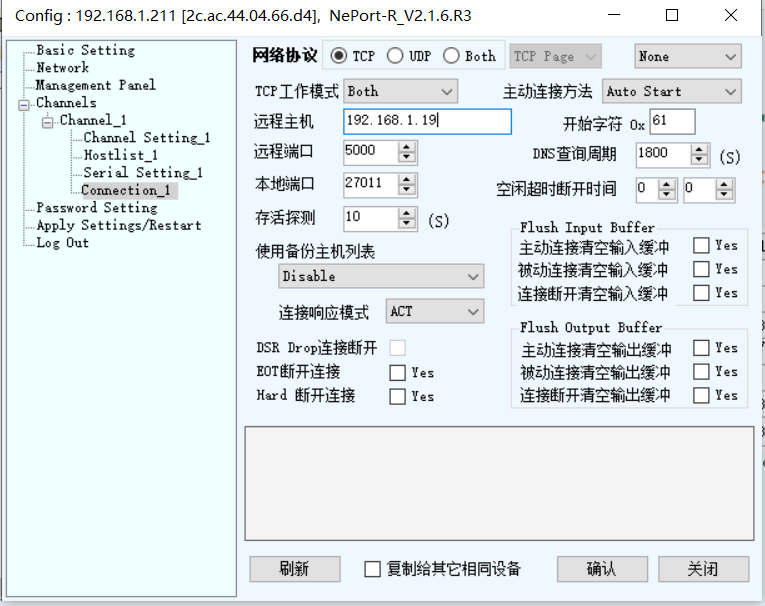 Config : 192.168.1.211 [2c.ac.44.04.66.d4], NePort-R_V2.1.6.R3
Basic Setting
Network
Management Panel
Channels
Channel_1
Channel Setting_1
Hostlist_1
Serial Setting_1
Connection_1
Password Setting
Apply Settings/Restart
Log Out
网络协议 TCP UDP Both TCP Page None
TCP工作模式 Both 主动连接方法 Auto Start
远程主机 192.168.1.19 开始字符 0x 61
远程端口 5000 DNS查询周期 1800 (S)
本地端口 27011 空闲超时断开时间 0 0
存活探测 10 (S)
使用备份主机列表
Disable
连接响应模式 ACT
DSR Drop连接断开
EOT断开连接 Yes
Hard 断开连接 Yes
Flush Input Buffer
主动连接清空输入缓冲 Yes
被动连接清空输入缓冲 Yes
连接断开清空输入缓冲 Yes
Flush Output Buffer
主动连接清空输出缓冲 Yes
被动连接清空输出缓冲 Yes
连接断开清空输出缓冲 Yes
刷新 复制给其它相同设备 确认 关闭